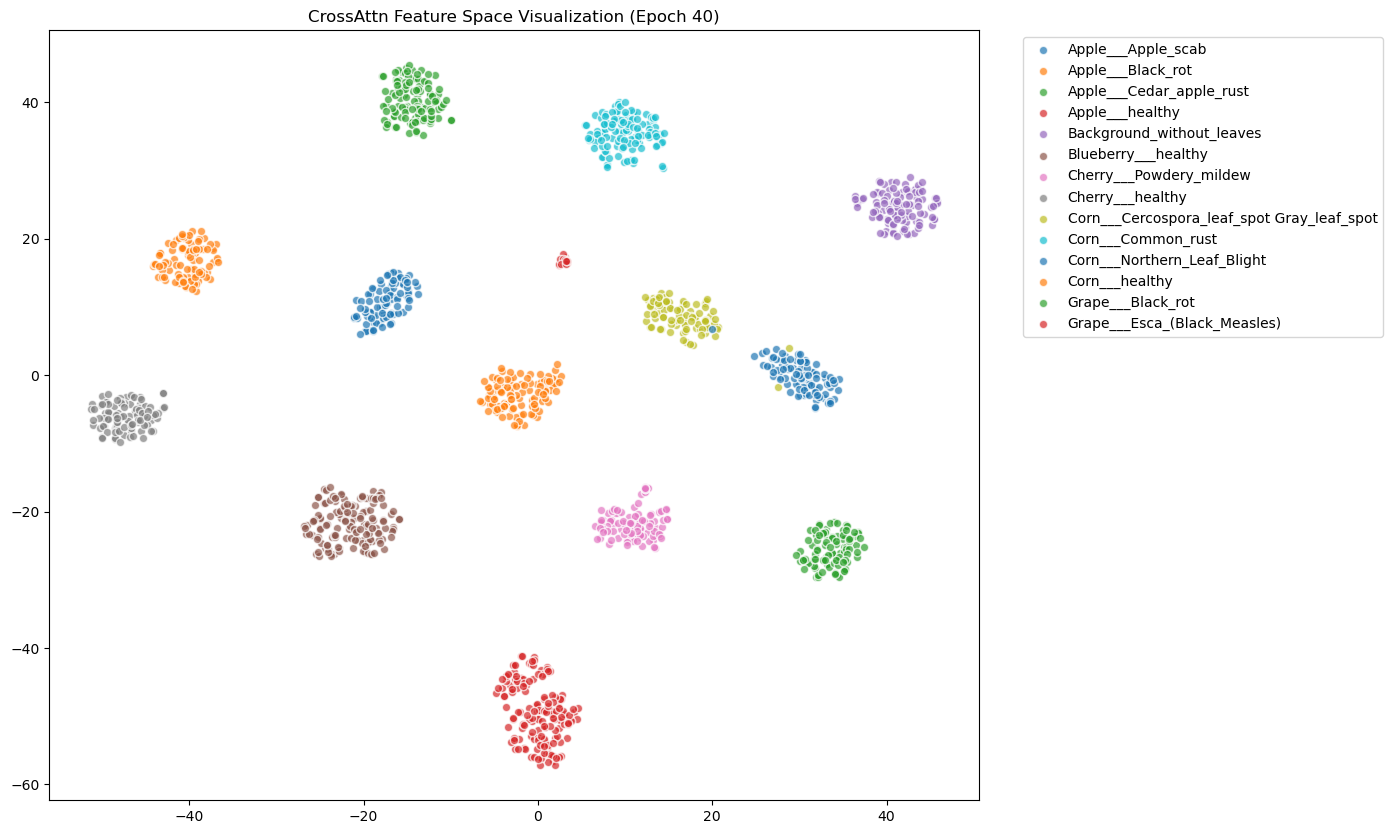 CrossAttn Feature Space Visualization (Epoch 40)
Apple___Apple_scab
Apple___Black_rot
Apple___Cedar_apple_rust
Apple___healthy
Background_without_leaves
Blueberry___healthy
Cherry___Powdery_mildew
Cherry___healthy
Corn___Cercospora_leaf_spot Gray_leaf_spot
Corn___Common_rust
Corn___Northern_Leaf_Blight
Corn___healthy
Grape___Black_rot
Grape___Esca_(Black_Measles)
40
20
0
−20
−40
−60
−40
−20
0
20
40